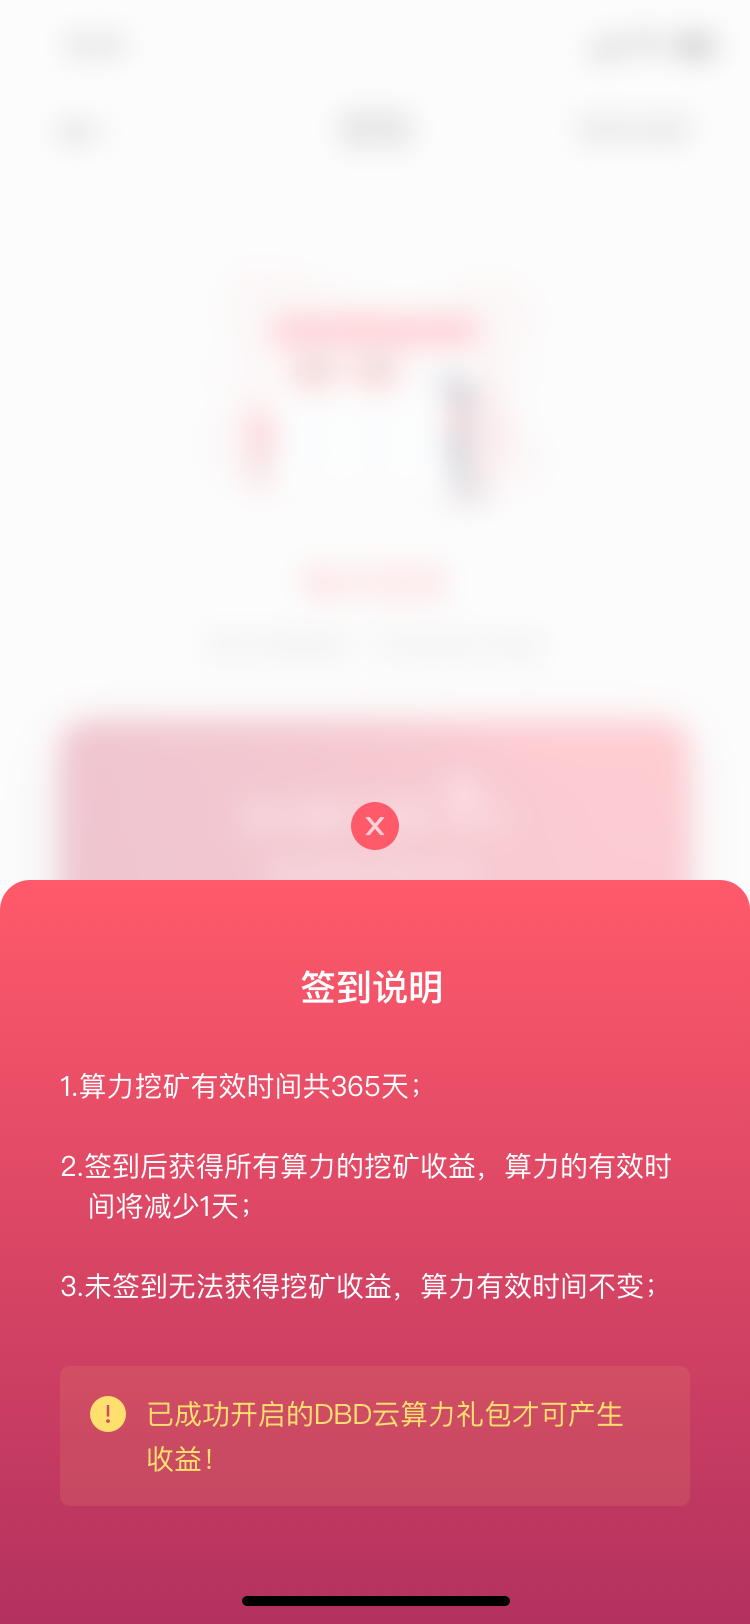 X
签到说明
1.算力挖矿有效时间共365天；
2.签到后获得所有算力的挖矿收益，算力的有效时
间将减少1天；
3.未签到无法获得挖矿收益，算力有效时间不变；
! 已成功开启的DBD云算力礼包才可产生
收益！